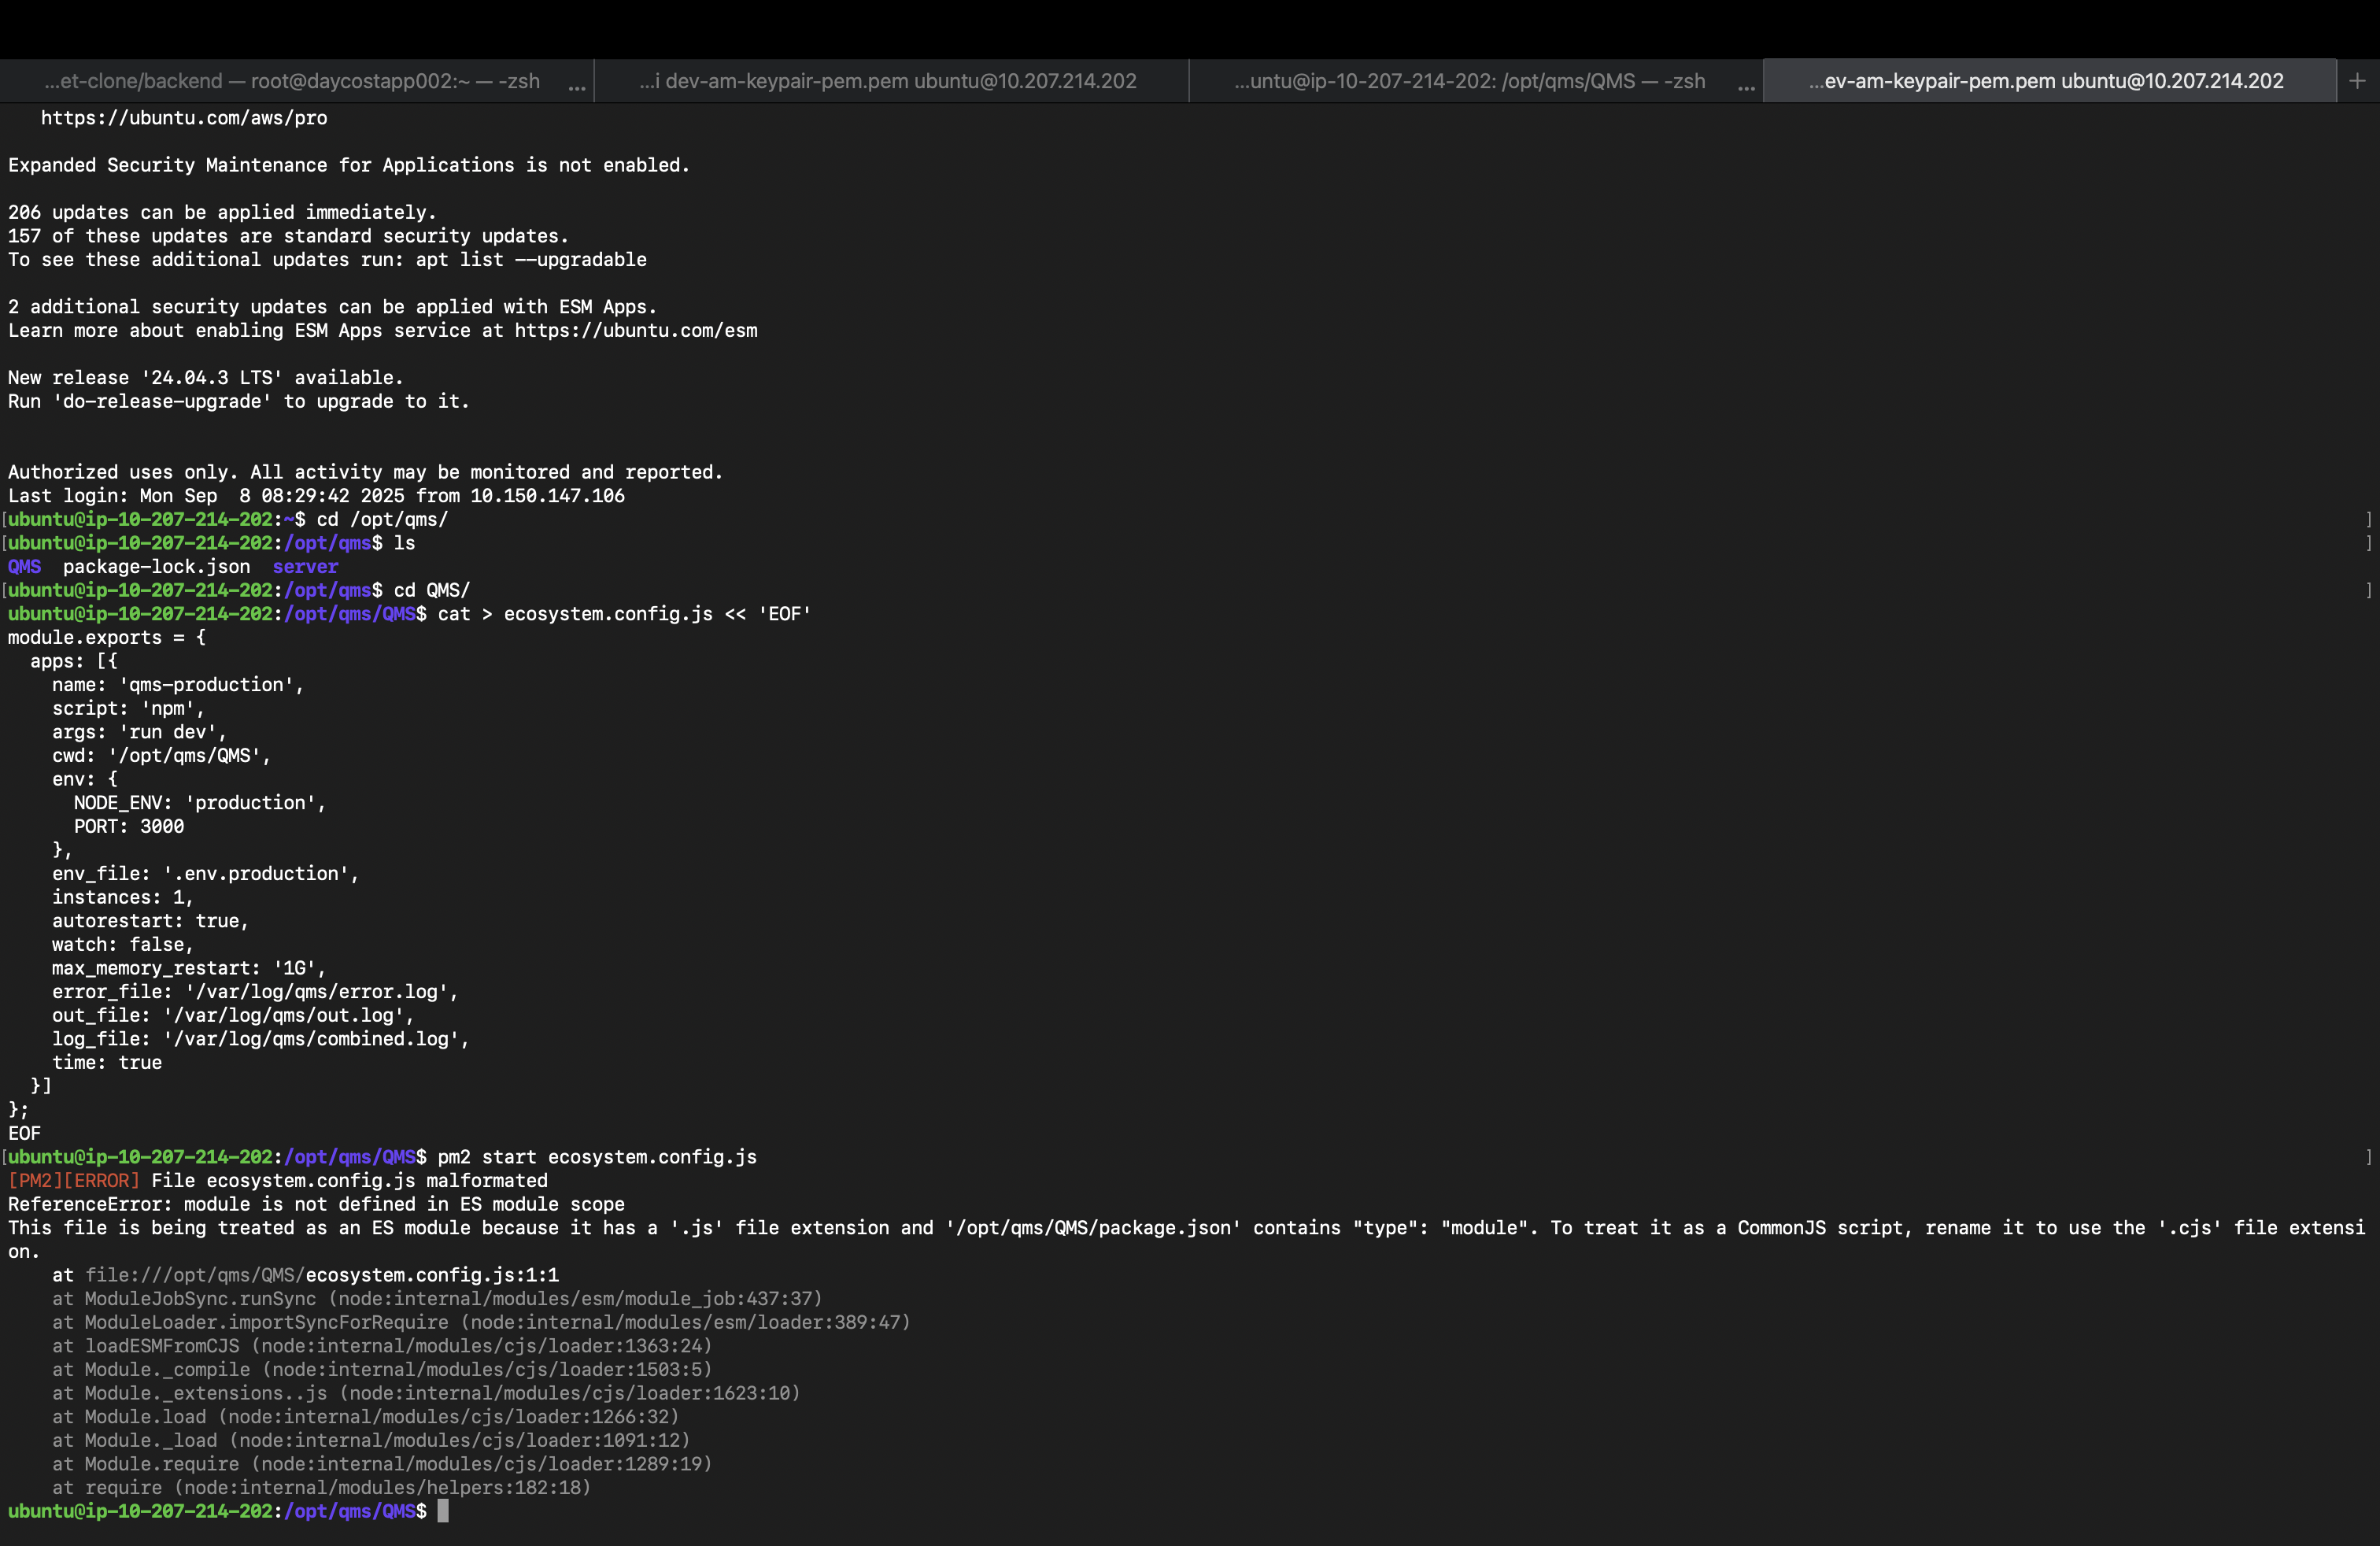 ...et-clone/backend — root@daycostapp002:~ — -zsh ...
...i dev-am-keypair-pem.pem ubuntu@10.207.214.202
...untu@ip-10-207-214-202: /opt/qms/QMS — -zsh ...
...ev-am-keypair-pem.pem ubuntu@10.207.214.202
+
   https://ubuntu.com/aws/pro
Expanded Security Maintenance for Applications is not enabled.
206 updates can be applied immediately.
157 of these updates are standard security updates.
To see these additional updates run: apt list --upgradable
2 additional security updates can be applied with ESM Apps.
Learn more about enabling ESM Apps service at https://ubuntu.com/esm
New release '24.04.3 LTS' available.
Run 'do-release-upgrade' to upgrade to it.
Authorized uses only. All activity may be monitored and reported.
Last login: Mon Sep  8 08:29:42 2025 from 10.150.147.106
[ubuntu@ip-10-207-214-202:~$ cd /opt/qms/ ]
[ubuntu@ip-10-207-214-202:/opt/qms$ ls ]
QMS  package-lock.json  server
[ubuntu@ip-10-207-214-202:/opt/qms$ cd QMS/ ]
ubuntu@ip-10-207-214-202:/opt/qms/QMS$ cat > ecosystem.config.js << 'EOF'
module.exports = {
  apps: [{
    name: 'qms-production',
    script: 'npm',
    args: 'run dev',
    cwd: '/opt/qms/QMS',
    env: {
      NODE_ENV: 'production',
      PORT: 3000
    },
    env_file: '.env.production',
    instances: 1,
    autorestart: true,
    watch: false,
    max_memory_restart: '1G',
    error_file: '/var/log/qms/error.log',
    out_file: '/var/log/qms/out.log',
    log_file: '/var/log/qms/combined.log',
    time: true
  }]
};
EOF
[ubuntu@ip-10-207-214-202:/opt/qms/QMS$ pm2 start ecosystem.config.js ]
[PM2][ERROR] File ecosystem.config.js malformated
ReferenceError: module is not defined in ES module scope
This file is being treated as an ES module because it has a '.js' file extension and '/opt/qms/QMS/package.json' contains "type": "module". To treat it as a CommonJS script, rename it to use the '.cjs' file extensi
on.
    at file:///opt/qms/QMS/ecosystem.config.js:1:1
    at ModuleJobSync.runSync (node:internal/modules/esm/module_job:437:37)
    at ModuleLoader.importSyncForRequire (node:internal/modules/esm/loader:389:47)
    at loadESMFromCJS (node:internal/modules/cjs/loader:1363:24)
    at Module._compile (node:internal/modules/cjs/loader:1503:5)
    at Module._extensions..js (node:internal/modules/cjs/loader:1623:10)
    at Module.load (node:internal/modules/cjs/loader:1266:32)
    at Module._load (node:internal/modules/cjs/loader:1091:12)
    at Module.require (node:internal/modules/cjs/loader:1289:19)
    at require (node:internal/modules/helpers:182:18)
ubuntu@ip-10-207-214-202:/opt/qms/QMS$